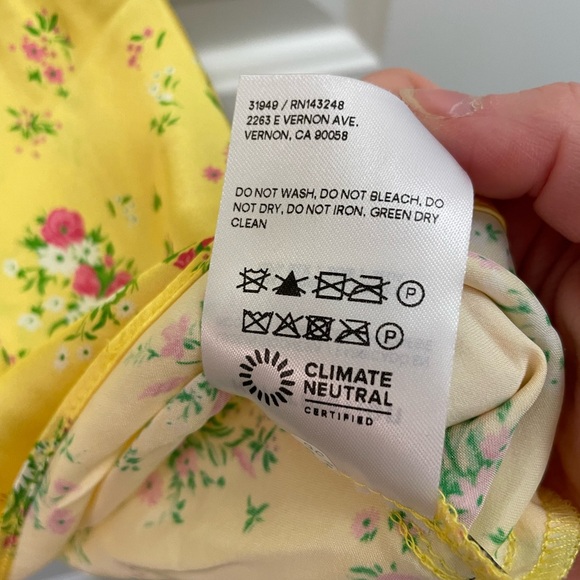 31949 / RN143248
2263 E VERNON AVE.
VERNON, CA 90058
DO NOT WASH, DO NOT BLEACH, DO
NOT DRY, DO NOT IRON, GREEN DRY
CLEAN
P
P
CLIMATE
NEUTRAL
CERTIFIED